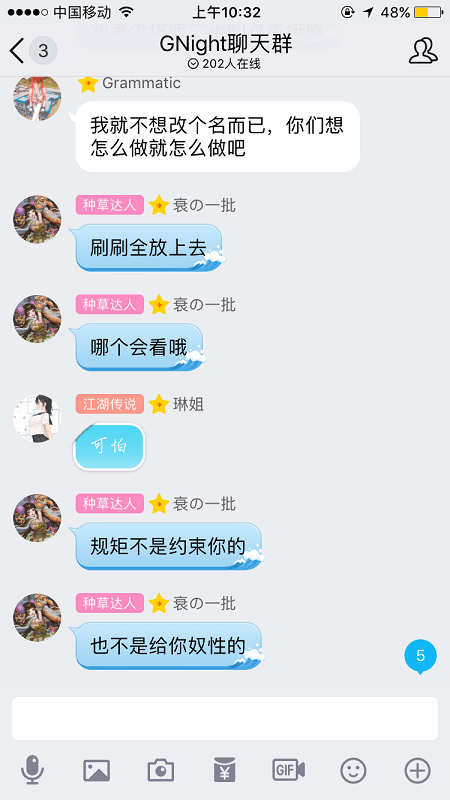 中国移动 上午10:32 48%
3 GNight聊天群
202人在线
Grammatic
我就不想改个名而已，你们想
怎么做就怎么做吧
种草达人 衰の一批
刷刷全放上去
种草达人 衰の一批
哪个会看哦
江湖传说 琳姐
可怕
种草达人 衰の一批
规矩不是约束你的
种草达人 衰の一批
也不是给你奴性的
5
¥
GIF